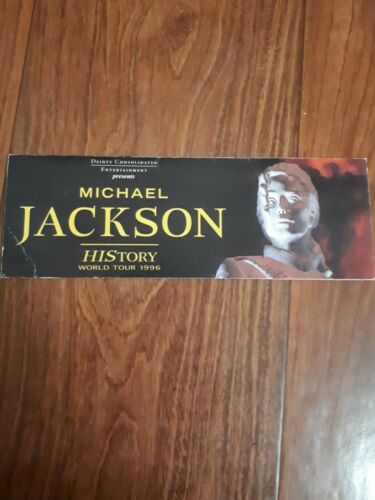 DAINTY CONSOLIDATED
ENTERTAINMENT
presents
MICHAEL
JACKSON
HIStory
WORLD TOUR 1996